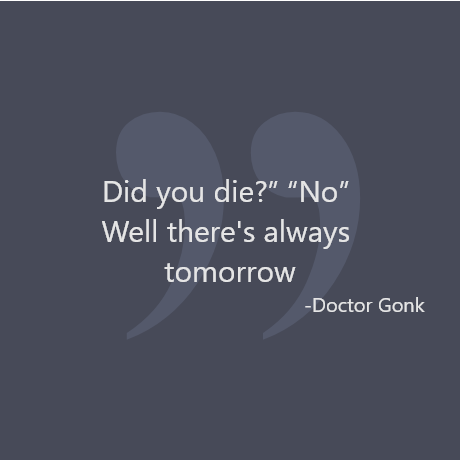 Did you die?” “No”
Well there's always
tomorrow
-Doctor Gonk